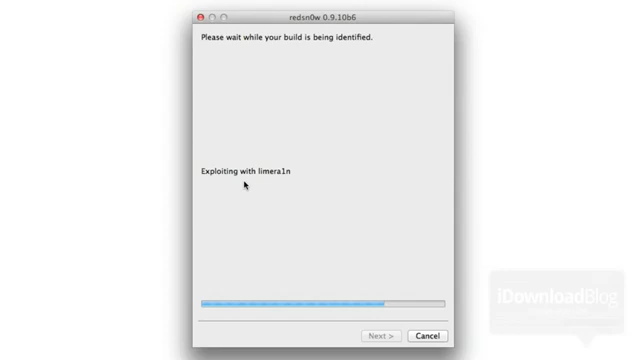 redsn0w 0.9.10b6
Please wait while your build is being identified.
Exploiting with limera1n
iDownloadBlog
Next >
Cancel